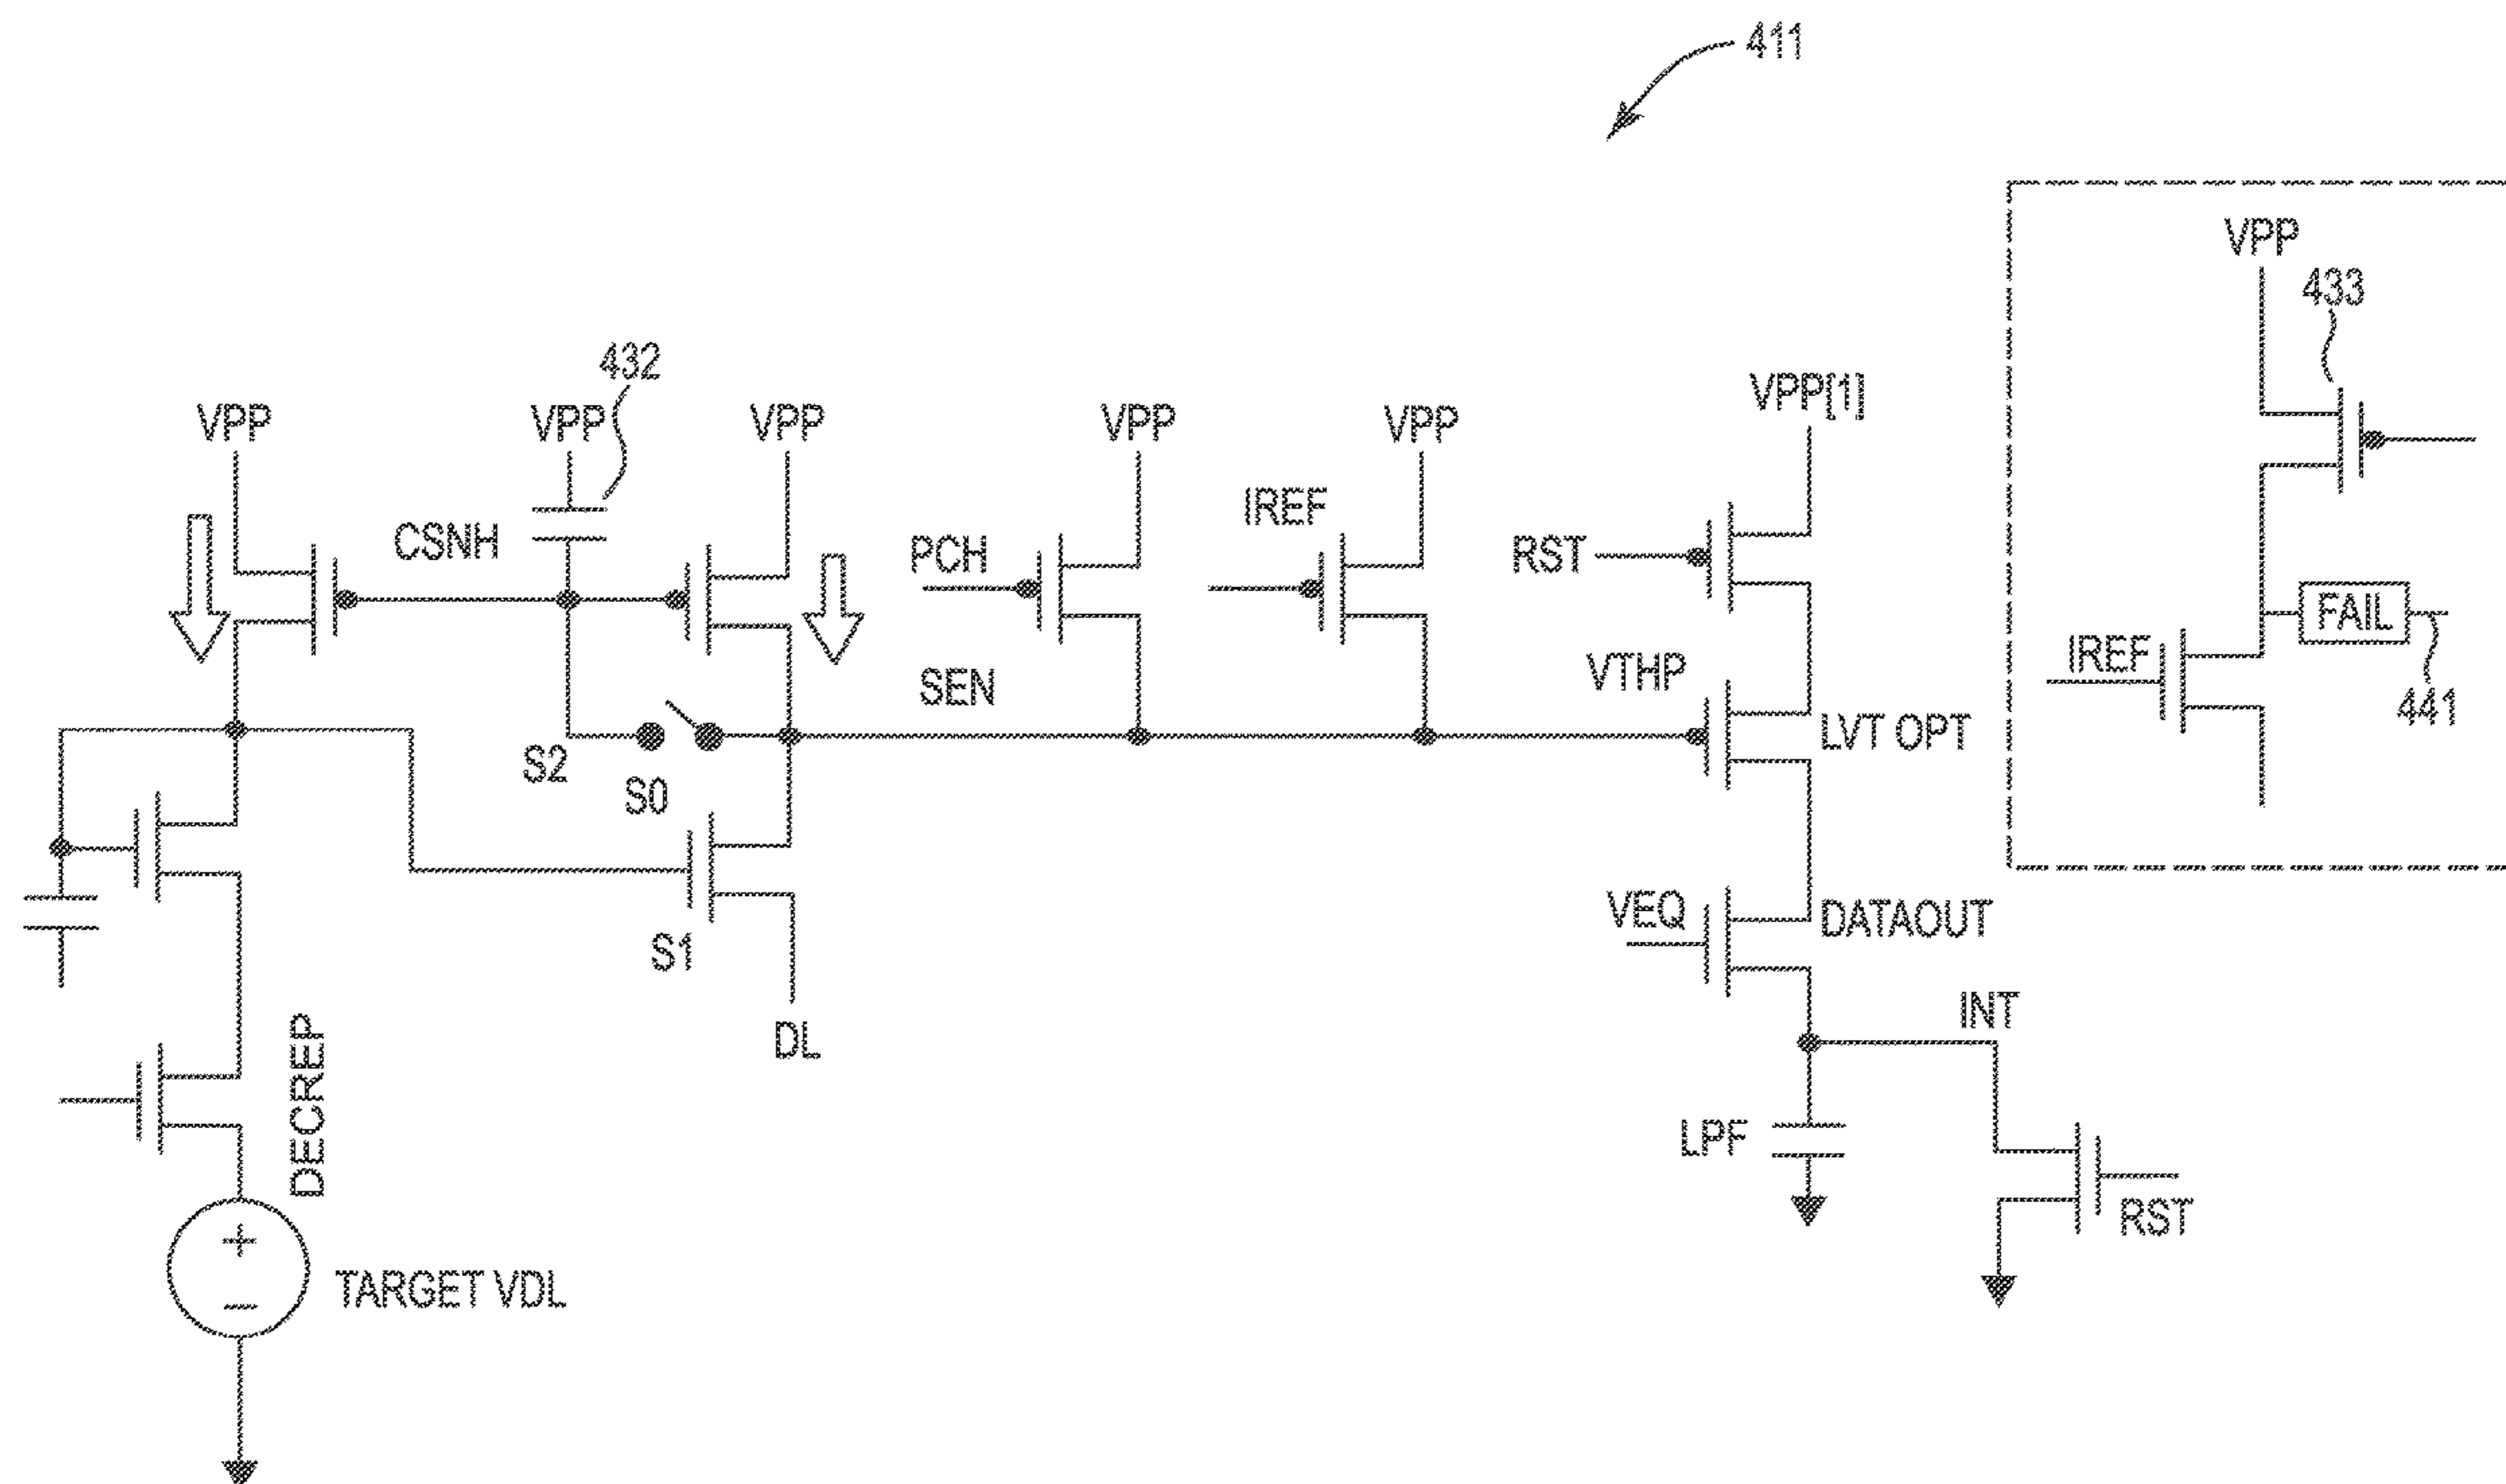 411
VPP
433
432
VPP[1]
VPP
VPP
VPP
VPP
VPP
IREF
CSNH
PCH
RST
FAIL
IREF
441
SEN
VTHP
LVT OPT
S2
S0
VEQ
DATAOUT
S1
INT
DL
DECREP
LPF
RST
TARGET VDL
+
−